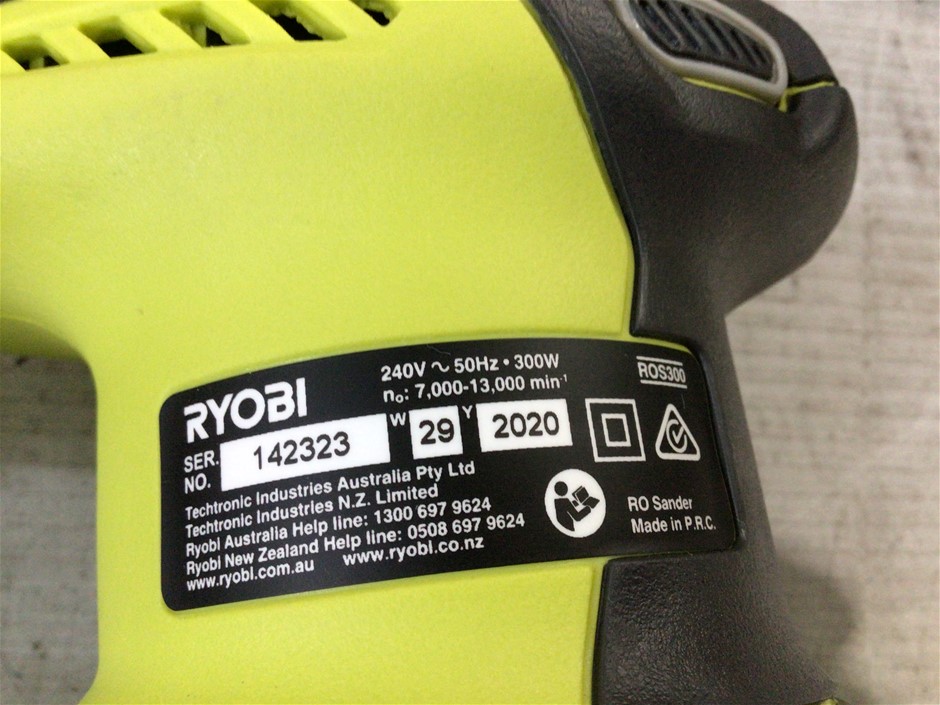 240V ~ 50Hz • 300W
n₀: 7,000-13,000 min⁻¹
ROS300
RYOBI
SER. NO. 142323 W 29 Y 2020
Techtronic Industries Australia Pty Ltd
Techtronic Industries N.Z. Limited
Ryobi Australia Help line: 1300 697 9624
Ryobi New Zealand Help line: 0508 697 9624
www.ryobi.com.au www.ryobi.co.nz
RO Sander
Made in P.R.C.